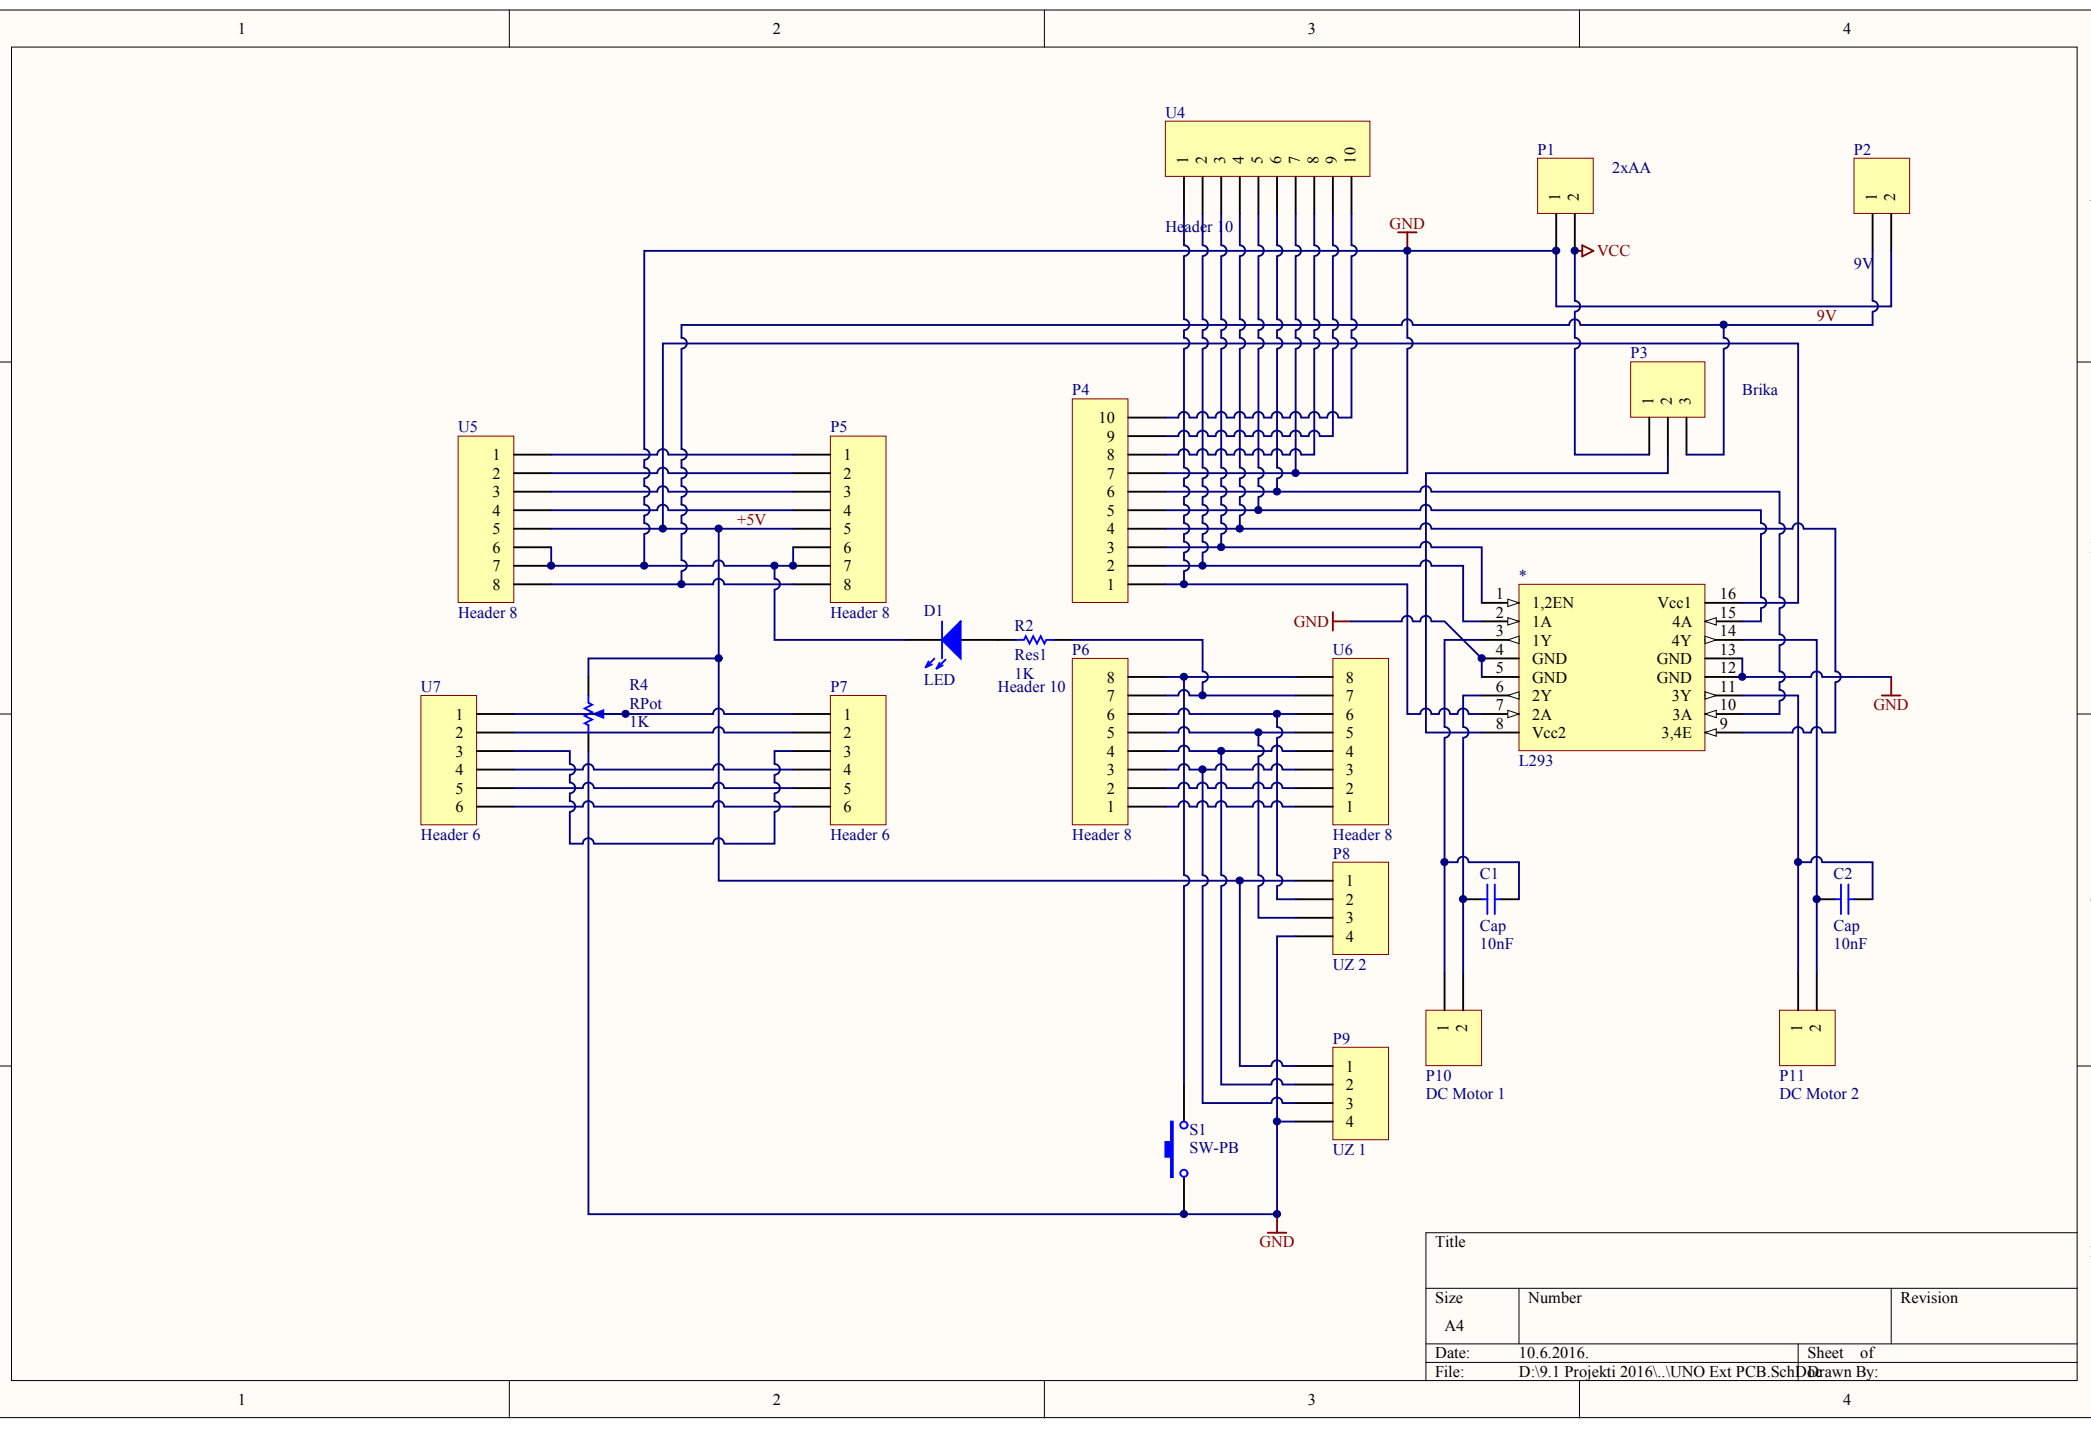 1 2 3 4
U4
1 2 3 4 5 6 7 8 9 10
Header 10
GND
P1
2xAA
1 2
VCC
P2
1 2
9V
9V
P3
1 2 3
Brika
U5
1
2
3
4
5
6
7
8
Header 8
+5V
P5
1
2
3
4
5
6
7
8
Header 8
P4
10
9
8
7
6
5
4
3
2
1
Header 10
D1
LED
R2
Res1
1K
GND
*
1 1,2EN Vcc1 16
2 1A 4A 15
3 1Y 4Y 14
4 GND GND 13
5 GND GND 12
6 2Y 3Y 11
7 2A 3A 10
8 Vcc2 3,4E 9
L293
GND
U7
1
2
3
4
5
6
Header 6
R4
RPot
1K
P7
1
2
3
4
5
6
Header 6
P6
8
7
6
5
4
3
2
1
Header 8
U6
8
7
6
5
4
3
2
1
Header 8
P8
1
2
3
4
UZ 2
C1
Cap
10nF
C2
Cap
10nF
P9
1
2
3
4
UZ 1
1 2
P10
DC Motor 1
1 2
P11
DC Motor 2
S1
SW-PB
GND
Title
Size Number Revision
A4
Date: 10.6.2016. Sheet of
File: D:\9.1 Projekti 2016\..\UNO Ext PCB.SchDoc Drawn By:
1 2 3 4